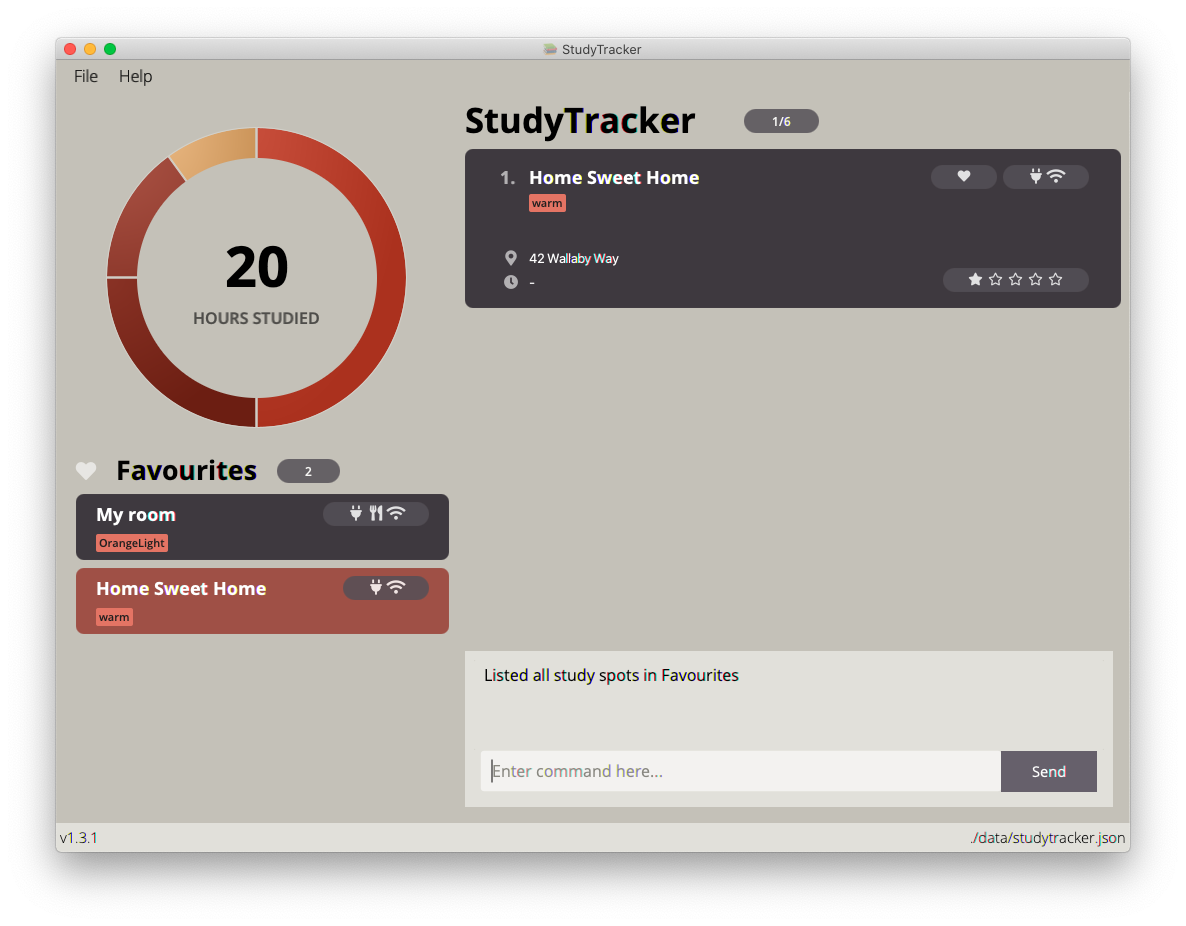 StudyTracker
File Help
20
HOURS STUDIED
Favourites 2
My room
OrangeLight
Home Sweet Home
warm
StudyTracker 1/6
1. Home Sweet Home
warm
42 Wallaby Way
-
Listed all study spots in Favourites
Enter command here...
Send
v1.3.1
./data/studytracker.json